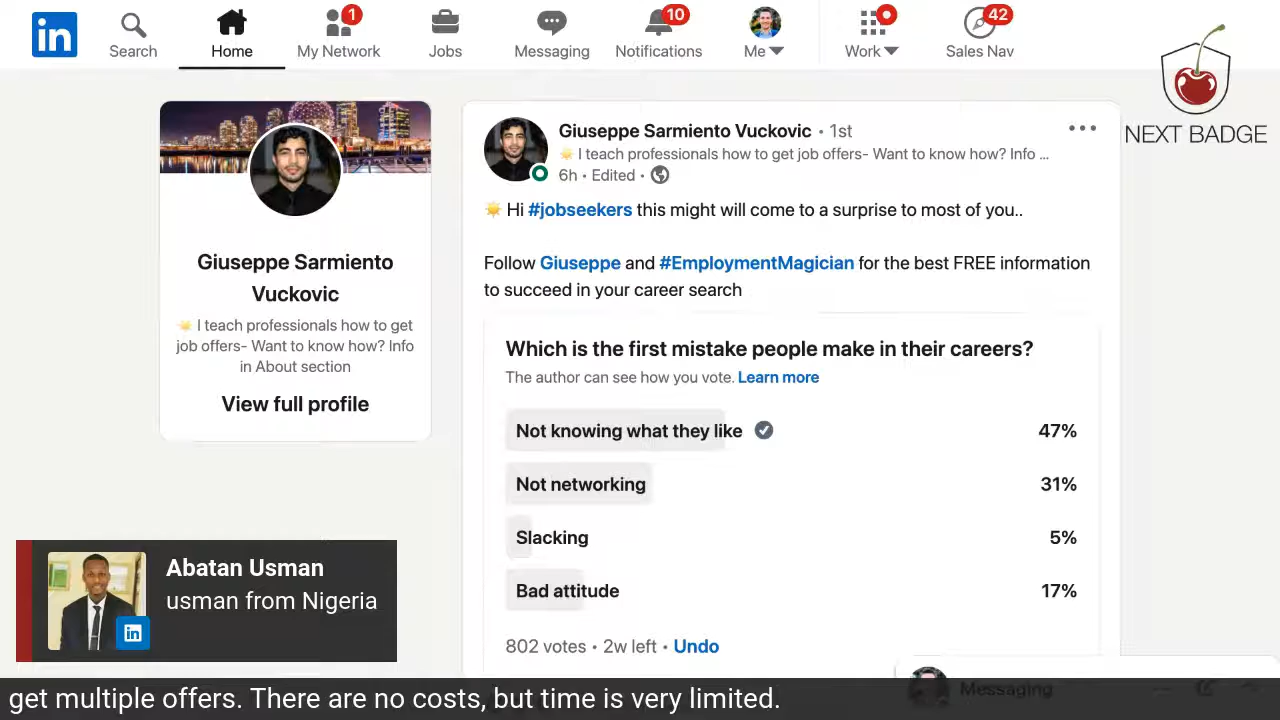 in
Search
Home
1
My Network
Jobs
Messaging
10
Notifications
Me
Work
42
Sales Nav
NEXT BADGE
Giuseppe Sarmiento
Vuckovic
I teach professionals how to get
job offers- Want to know how? Info
in About section
View full profile
Giuseppe Sarmiento Vuckovic • 1st
I teach professionals how to get job offers- Want to know how? Info ...
6h • Edited •
Hi #jobseekers this might will come to a surprise to most of you..
Follow Giuseppe and #EmploymentMagician for the best FREE information
to succeed in your career search
Which is the first mistake people make in their careers?
The author can see how you vote. Learn more
Not knowing what they like 47%
Not networking 31%
Slacking 5%
Bad attitude 17%
802 votes • 2w left • Undo
Abatan Usman
usman from Nigeria
in
Messaging
get multiple offers. There are no costs, but time is very limited.